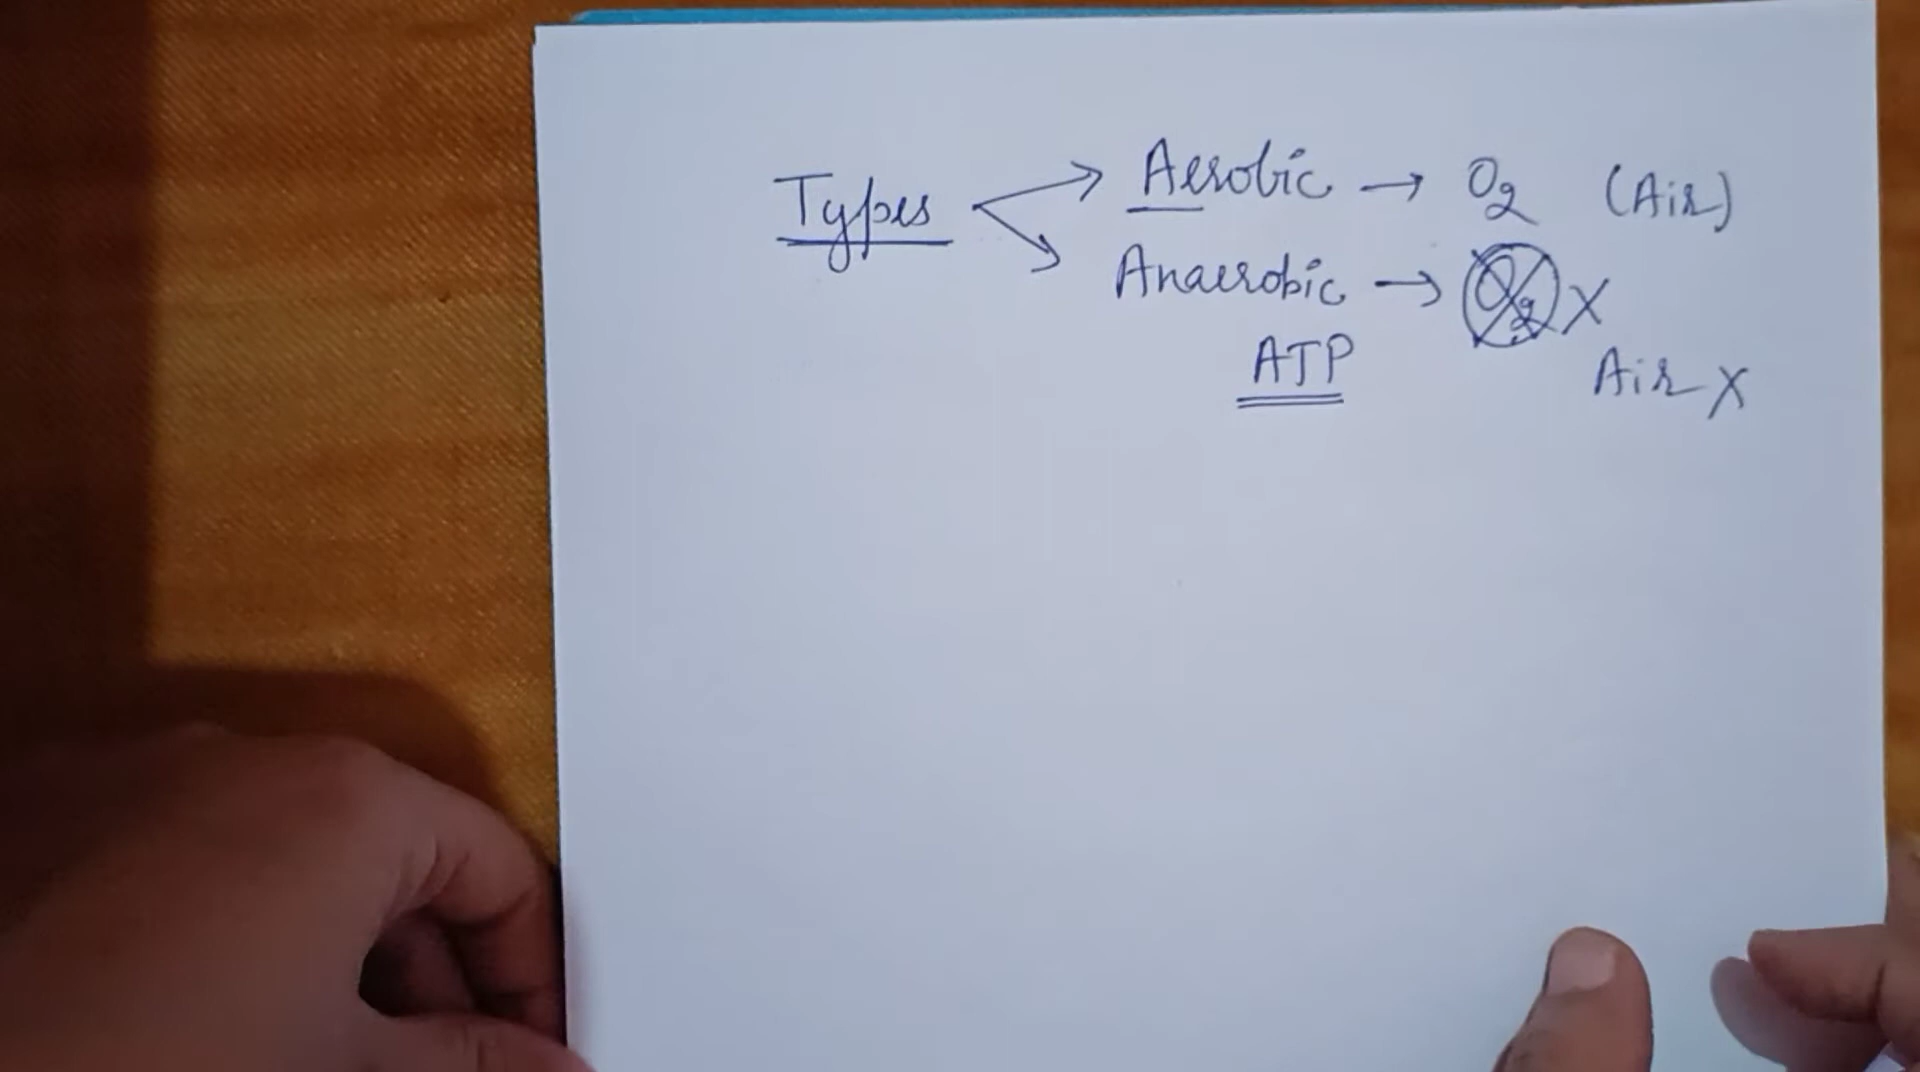 Types → Aerobic → O2 (Air)
→ Anaerobic → O2 X
ATP
Air X